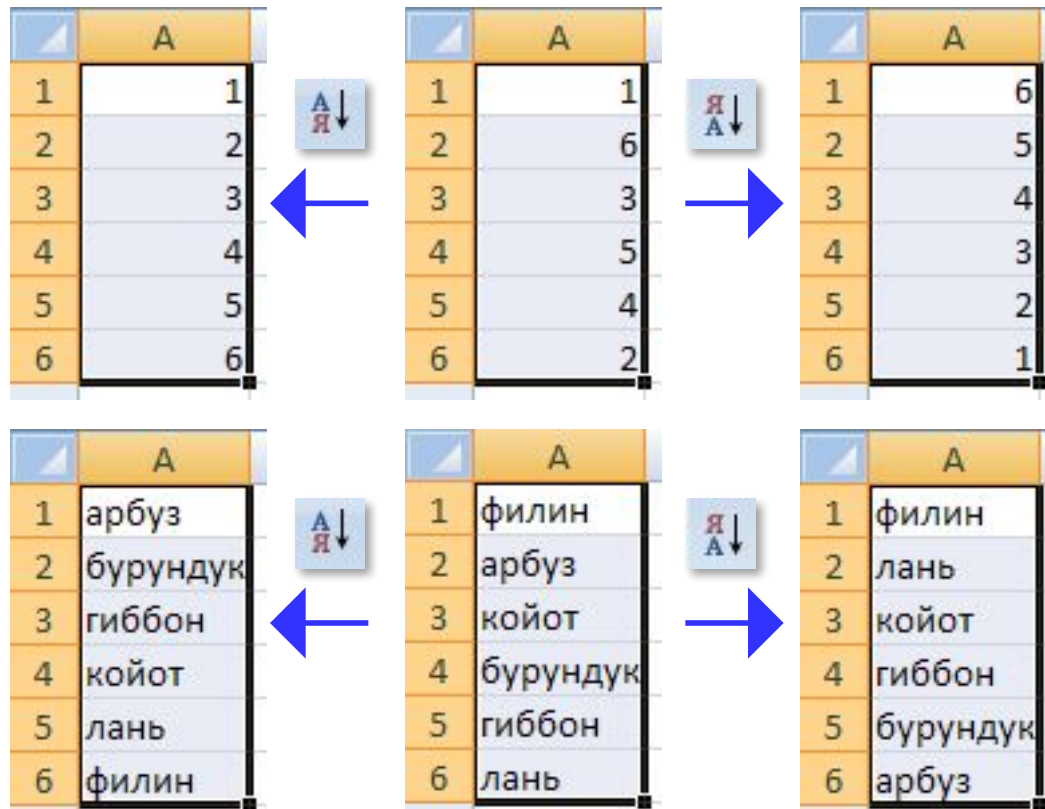 A A A
1 1 А 1 1 Я 1 6
2 2 Я 2 6 А 2 5
3 3 3 3 3 4
4 4 4 5 4 3
5 5 5 4 5 2
6 6 6 2 6 1
A A A
1 арбуз А 1 филин Я 1 филин
2 бурундук Я 2 арбуз А 2 лань
3 гиббон 3 койот 3 койот
4 койот 4 бурундук 4 гиббон
5 лань 5 гиббон 5 бурундук
6 филин 6 лань 6 арбуз